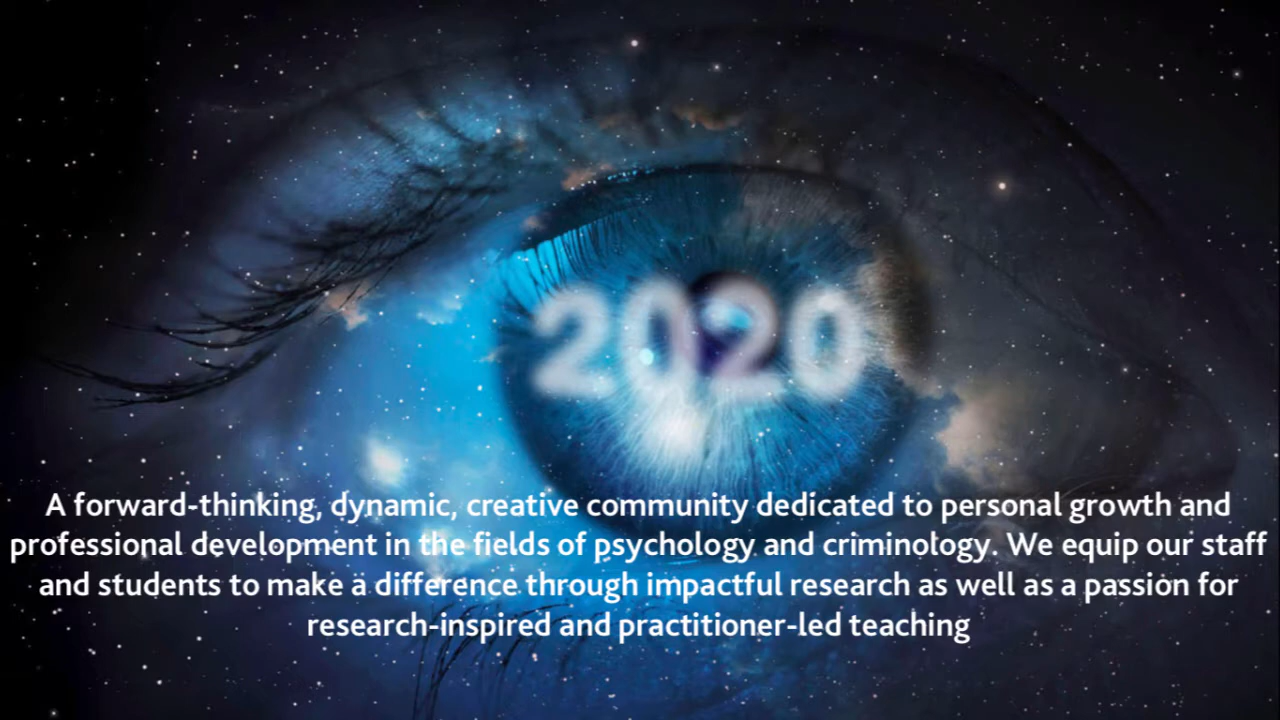 2020
A forward-thinking, dynamic, creative community dedicated to personal growth and
professional development in the fields of psychology and criminology. We equip our staff
and students to make a difference through impactful research as well as a passion for
research-inspired and practitioner-led teaching